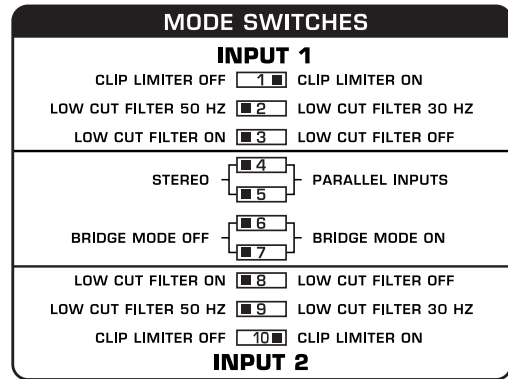 MODE SWITCHES
INPUT 1
CLIP LIMITER OFF 1 CLIP LIMITER ON
LOW CUT FILTER 50 HZ 2 LOW CUT FILTER 30 HZ
LOW CUT FILTER ON 3 LOW CUT FILTER OFF
4
STEREO PARALLEL INPUTS
5
6
BRIDGE MODE OFF BRIDGE MODE ON
7
LOW CUT FILTER ON 8 LOW CUT FILTER OFF
LOW CUT FILTER 50 HZ 9 LOW CUT FILTER 30 HZ
CLIP LIMITER OFF 10 CLIP LIMITER ON
INPUT 2